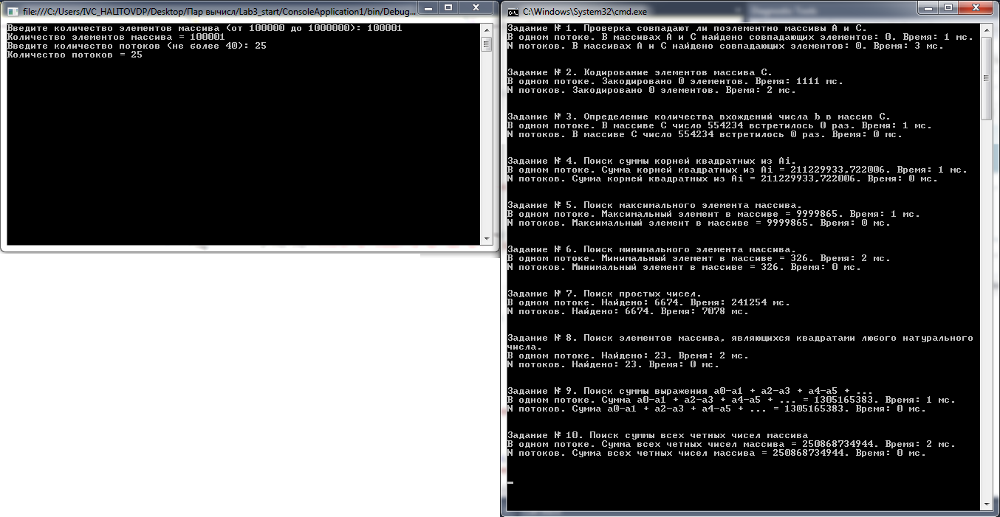 file:///C:/Users/IVC_HALITOVDP/Desktop/Пар вычисл/Lab3_start/ConsoleApplication1/bin/Debug...
Введите количество элементов массива (от 100000 до 1000000): 100001
Количество элементов массива = 100001
Введите количество потоков (не более 40): 25
Количество потоков = 25
C:\Windows\System32\cmd.exe
Задание № 1. Проверка совпадают ли поэлементно массивы A и C.
В одном потоке. В массивах A и C найдено совпадающих элементов: 0. Время: 1 мс.
N потоков. В массивах A и C найдено совпадающих элементов: 0. Время: 3 мс.
Задание № 2. Кодирование элементов массива C.
В одном потоке. Закодировано 0 элементов. Время: 1111 мс.
N потоков. Закодировано 0 элементов. Время: 2 мс.
Задание № 3. Определение количества вхождений числа b в массив C.
В одном потоке. В массиве C число 554234 встретилось 0 раз. Время: 1 мс.
N потоков. В массиве C число 554234 встретилось 0 раз. Время: 0 мс.
Задание № 4. Поиск суммы корней квадратных из Ai.
В одном потоке. Сумма корней квадратных из Ai = 211229933,722006. Время: 1 мс.
N потоков. Сумма корней квадратных из Ai = 211229933,722006. Время: 0 мс.
Задание № 5. Поиск максимального элемента массива.
В одном потоке. Максимальный элемент в массиве = 9999865. Время: 1 мс.
N потоков. Максимальный элемент в массиве = 9999865. Время: 0 мс.
Задание № 6. Поиск минимального элемента массива.
В одном потоке. Минимальный элемент в массиве = 326. Время: 2 мс.
N потоков. Минимальный элемент в массиве = 326. Время: 0 мс.
Задание № 7. Поиск простых чисел.
В одном потоке. Найдено: 6674. Время: 241254 мс.
N потоков. Найдено: 6674. Время: 7078 мс.
Задание № 8. Поиск элементов массива, являющихся квадратами любого натурального
числа.
В одном потоке. Найдено: 23. Время: 2 мс.
N потоков. Найдено: 23. Время: 0 мс.
Задание № 9. Поиск суммы выражения a0-a1 + a2-a3 + a4-a5 + ...
В одном потоке. Сумма a0-a1 + a2-a3 + a4-a5 + ... = 1305165383. Время: 1 мс.
N потоков. Сумма a0-a1 + a2-a3 + a4-a5 + ... = 1305165383. Время: 0 мс.
Задание № 10. Поиск суммы всех четных чисел массива
В одном потоке. Сумма всех четных чисел массива = 250868734944. Время: 2 мс.
N потоков. Сумма всех четных чисел массива = 250868734944. Время: 0 мс.